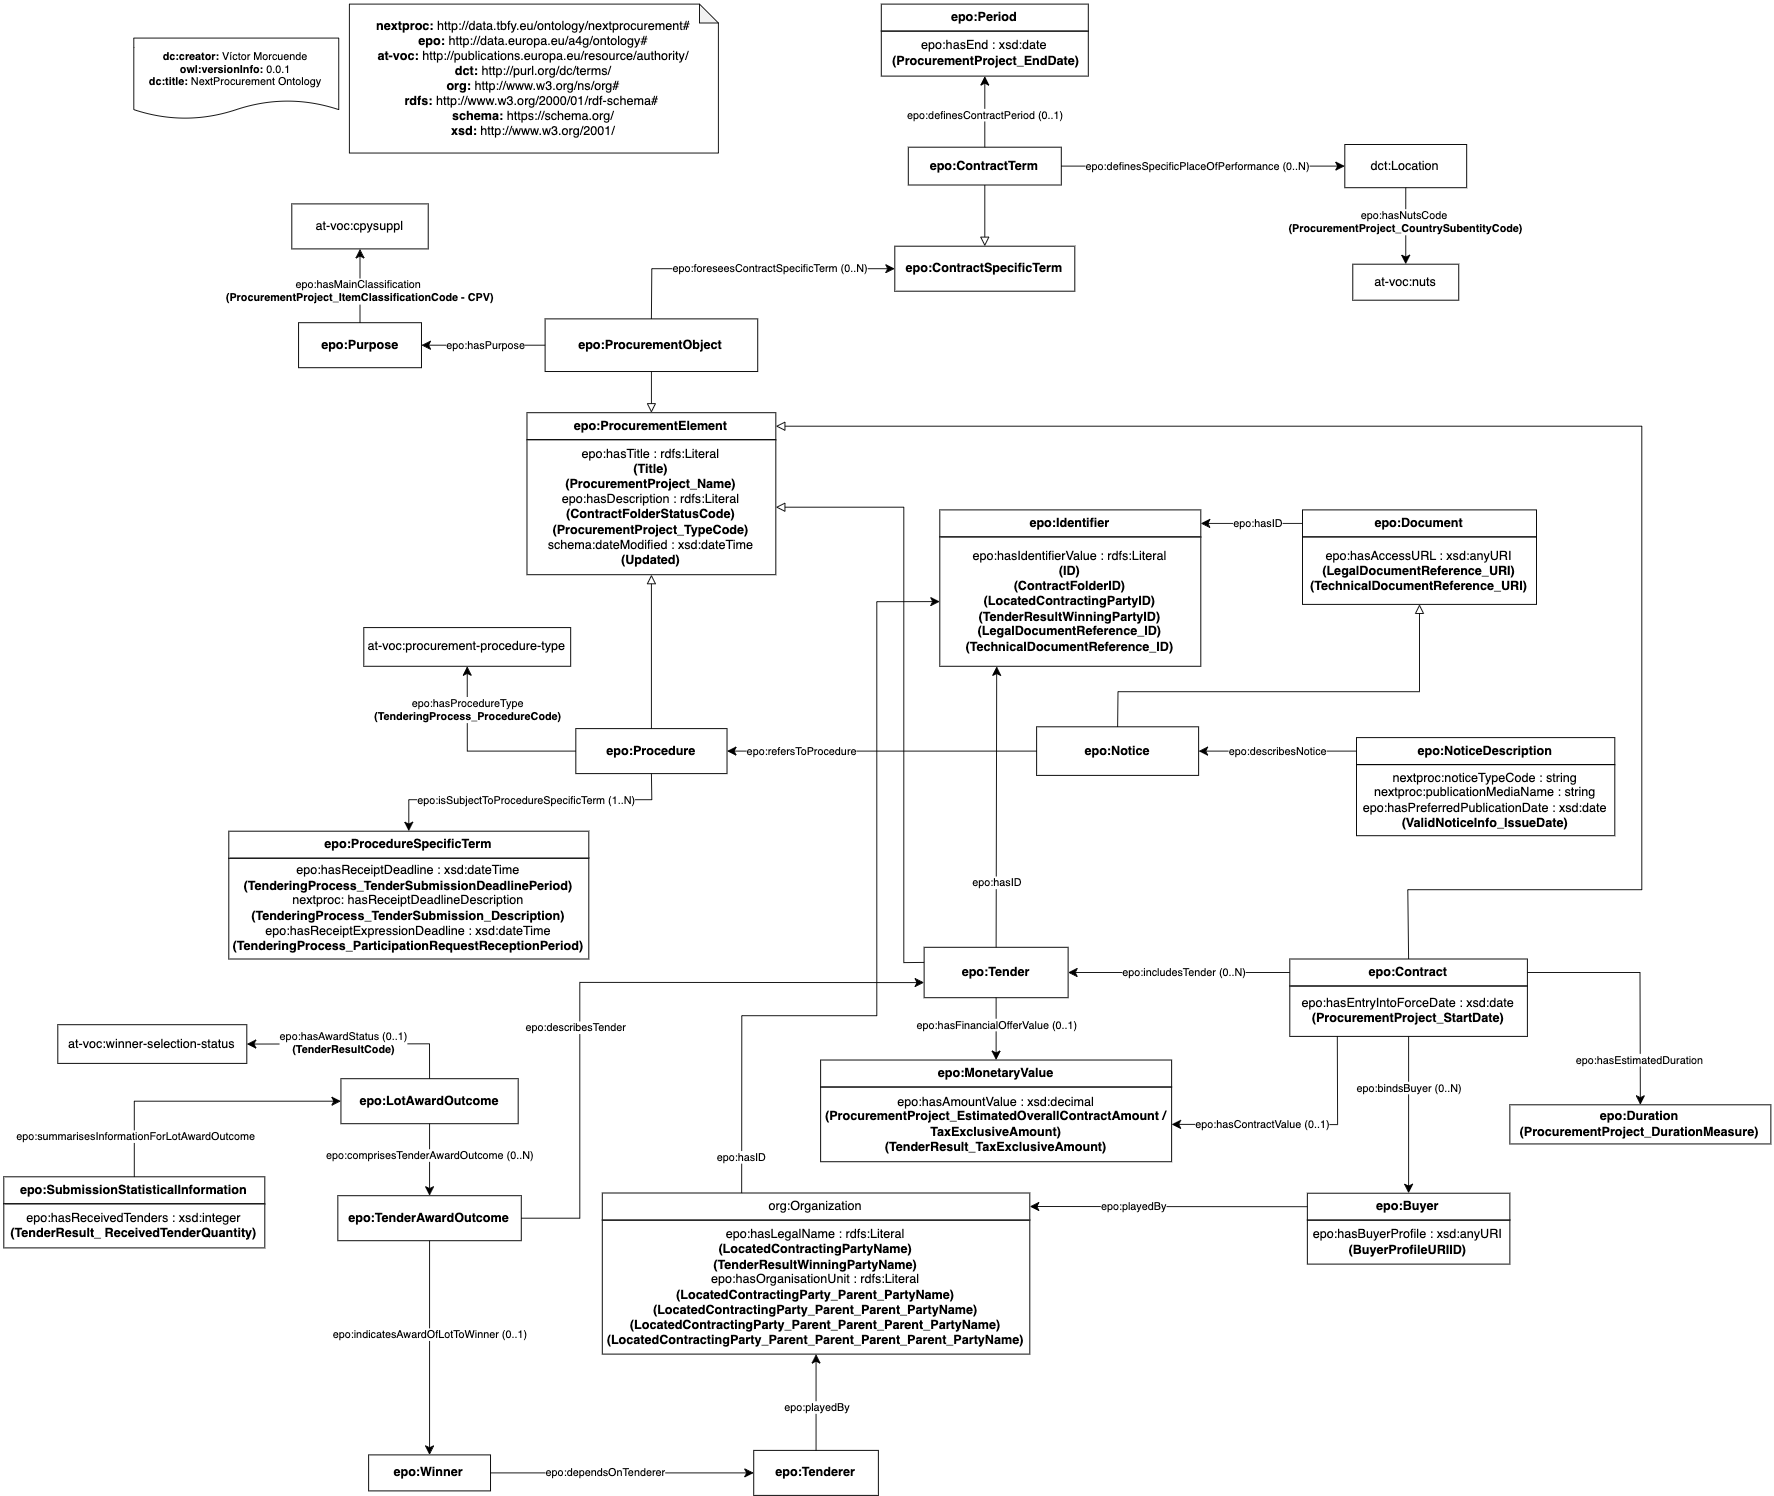 dc:creator: Víctor Morcuende
owl:versionInfo: 0.0.1
dc:title: NextProcurement Ontology
nextproc: http://data.tbfy.eu/ontology/nextprocurement#
epo: http://data.europa.eu/a4g/ontology#
at-voc: http://publications.europa.eu/resource/authority/
dct: http://purl.org/dc/terms/
org: http://www.w3.org/ns/org#
rdfs: http://www.w3.org/2000/01/rdf-schema#
schema: https://schema.org/
xsd: http://www.w3.org/2001/
epo:Period
epo:hasEnd : xsd:date
(ProcurementProject_EndDate)
epo:definesContractPeriod (0..1)
epo:ContractTerm
epo:definesSpecificPlaceOfPerformance (0..N)
dct:Location
epo:hasNutsCode
(ProcurementProject_CountrySubentityCode)
at-voc:nuts
at-voc:cpvsuppl
epo:hasMainClassification
(ProcurementProject_ItemClassificationCode - CPV)
epo:foreseesContractSpecificTerm (0..N)
epo:ContractSpecificTerm
epo:Purpose
epo:hasPurpose
epo:ProcurementObject
epo:ProcurementElement
epo:hasTitle : rdfs:Literal
(Title)
(ProcurementProject_Name)
epo:hasDescription : rdfs:Literal
(ContractFolderStatusCode)
(ProcurementProject_TypeCode)
schema:dateModified : xsd:dateTime
(Updated)
epo:Identifier
epo:hasIdentifierValue : rdfs:Literal
(ID)
(ContractFolderID)
(LocatedContractingPartyID)
(TenderResultWinningPartyID)
(LegalDocumentReference_ID)
(TechnicalDocumentReference_ID)
epo:hasID
epo:Document
epo:hasAccessURL : xsd:anyURI
(LegalDocumentReference_URI)
(TechnicalDocumentReference_URI)
at-voc:procurement-procedure-type
epo:hasProcedureType
(TenderingProcess_ProcedureCode)
epo:Procedure
epo:refersToProcedure
epo:Notice
epo:describesNotice
epo:NoticeDescription
nextproc:noticeTypeCode : string
nextproc:publicationMediaName : string
epo:hasPreferredPublicationDate : xsd:date
(ValidNoticeInfo_IssueDate)
epo:isSubjectToProcedureSpecificTerm (1..N)
epo:ProcedureSpecificTerm
epo:hasReceiptDeadline : xsd:dateTime
(TenderingProcess_TenderSubmissionDeadlinePeriod)
nextproc: hasReceiptDeadlineDescription
(TenderingProcess_TenderSubmission_Description)
epo:hasReceiptExpressionDeadline : xsd:dateTime
(TenderingProcess_ParticipationRequestReceptionPeriod)
epo:hasID
epo:Tender
epo:includesTender (0..N)
epo:Contract
epo:hasEntryIntoForceDate : xsd:date
(ProcurementProject_StartDate)
epo:describesTender
epo:hasFinancialOfferValue (0..1)
at-voc:winner-selection-status
epo:hasAwardStatus (0..1)
(TenderResultCode)
epo:hasEstimatedDuration
epo:MonetaryValue
epo:hasAmountValue : xsd:decimal
(ProcurementProject_EstimatedOverallContractAmount /
TaxExclusiveAmount)
(TenderResult_TaxExclusiveAmount)
epo:bindsBuyer (0..N)
epo:hasContractValue (0..1)
epo:Duration
(ProcurementProject_DurationMeasure)
epo:LotAwardOutcome
epo:summarisesInformationForLotAwardOutcome
epo:comprisesTenderAwardOutcome (0..N)
epo:hasID
epo:SubmissionStatisticalInformation
epo:hasReceivedTenders : xsd:integer
(TenderResult_ ReceivedTenderQuantity)
epo:TenderAwardOutcome
org:Organization
epo:hasLegalName : rdfs:Literal
(LocatedContractingPartyName)
(TenderResultWinningPartyName)
epo:hasOrganisationUnit : rdfs:Literal
(LocatedContractingParty_Parent_PartyName)
(LocatedContractingParty_Parent_Parent_PartyName)
(LocatedContractingParty_Parent_Parent_Parent_PartyName)
(LocatedContractingParty_Parent_Parent_Parent_Parent_PartyName)
epo:playedBy
epo:Buyer
epo:hasBuyerProfile : xsd:anyURI
(BuyerProfileURIID)
epo:indicatesAwardOfLotToWinner (0..1)
epo:playedBy
epo:Winner
epo:dependsOnTenderer
epo:Tenderer